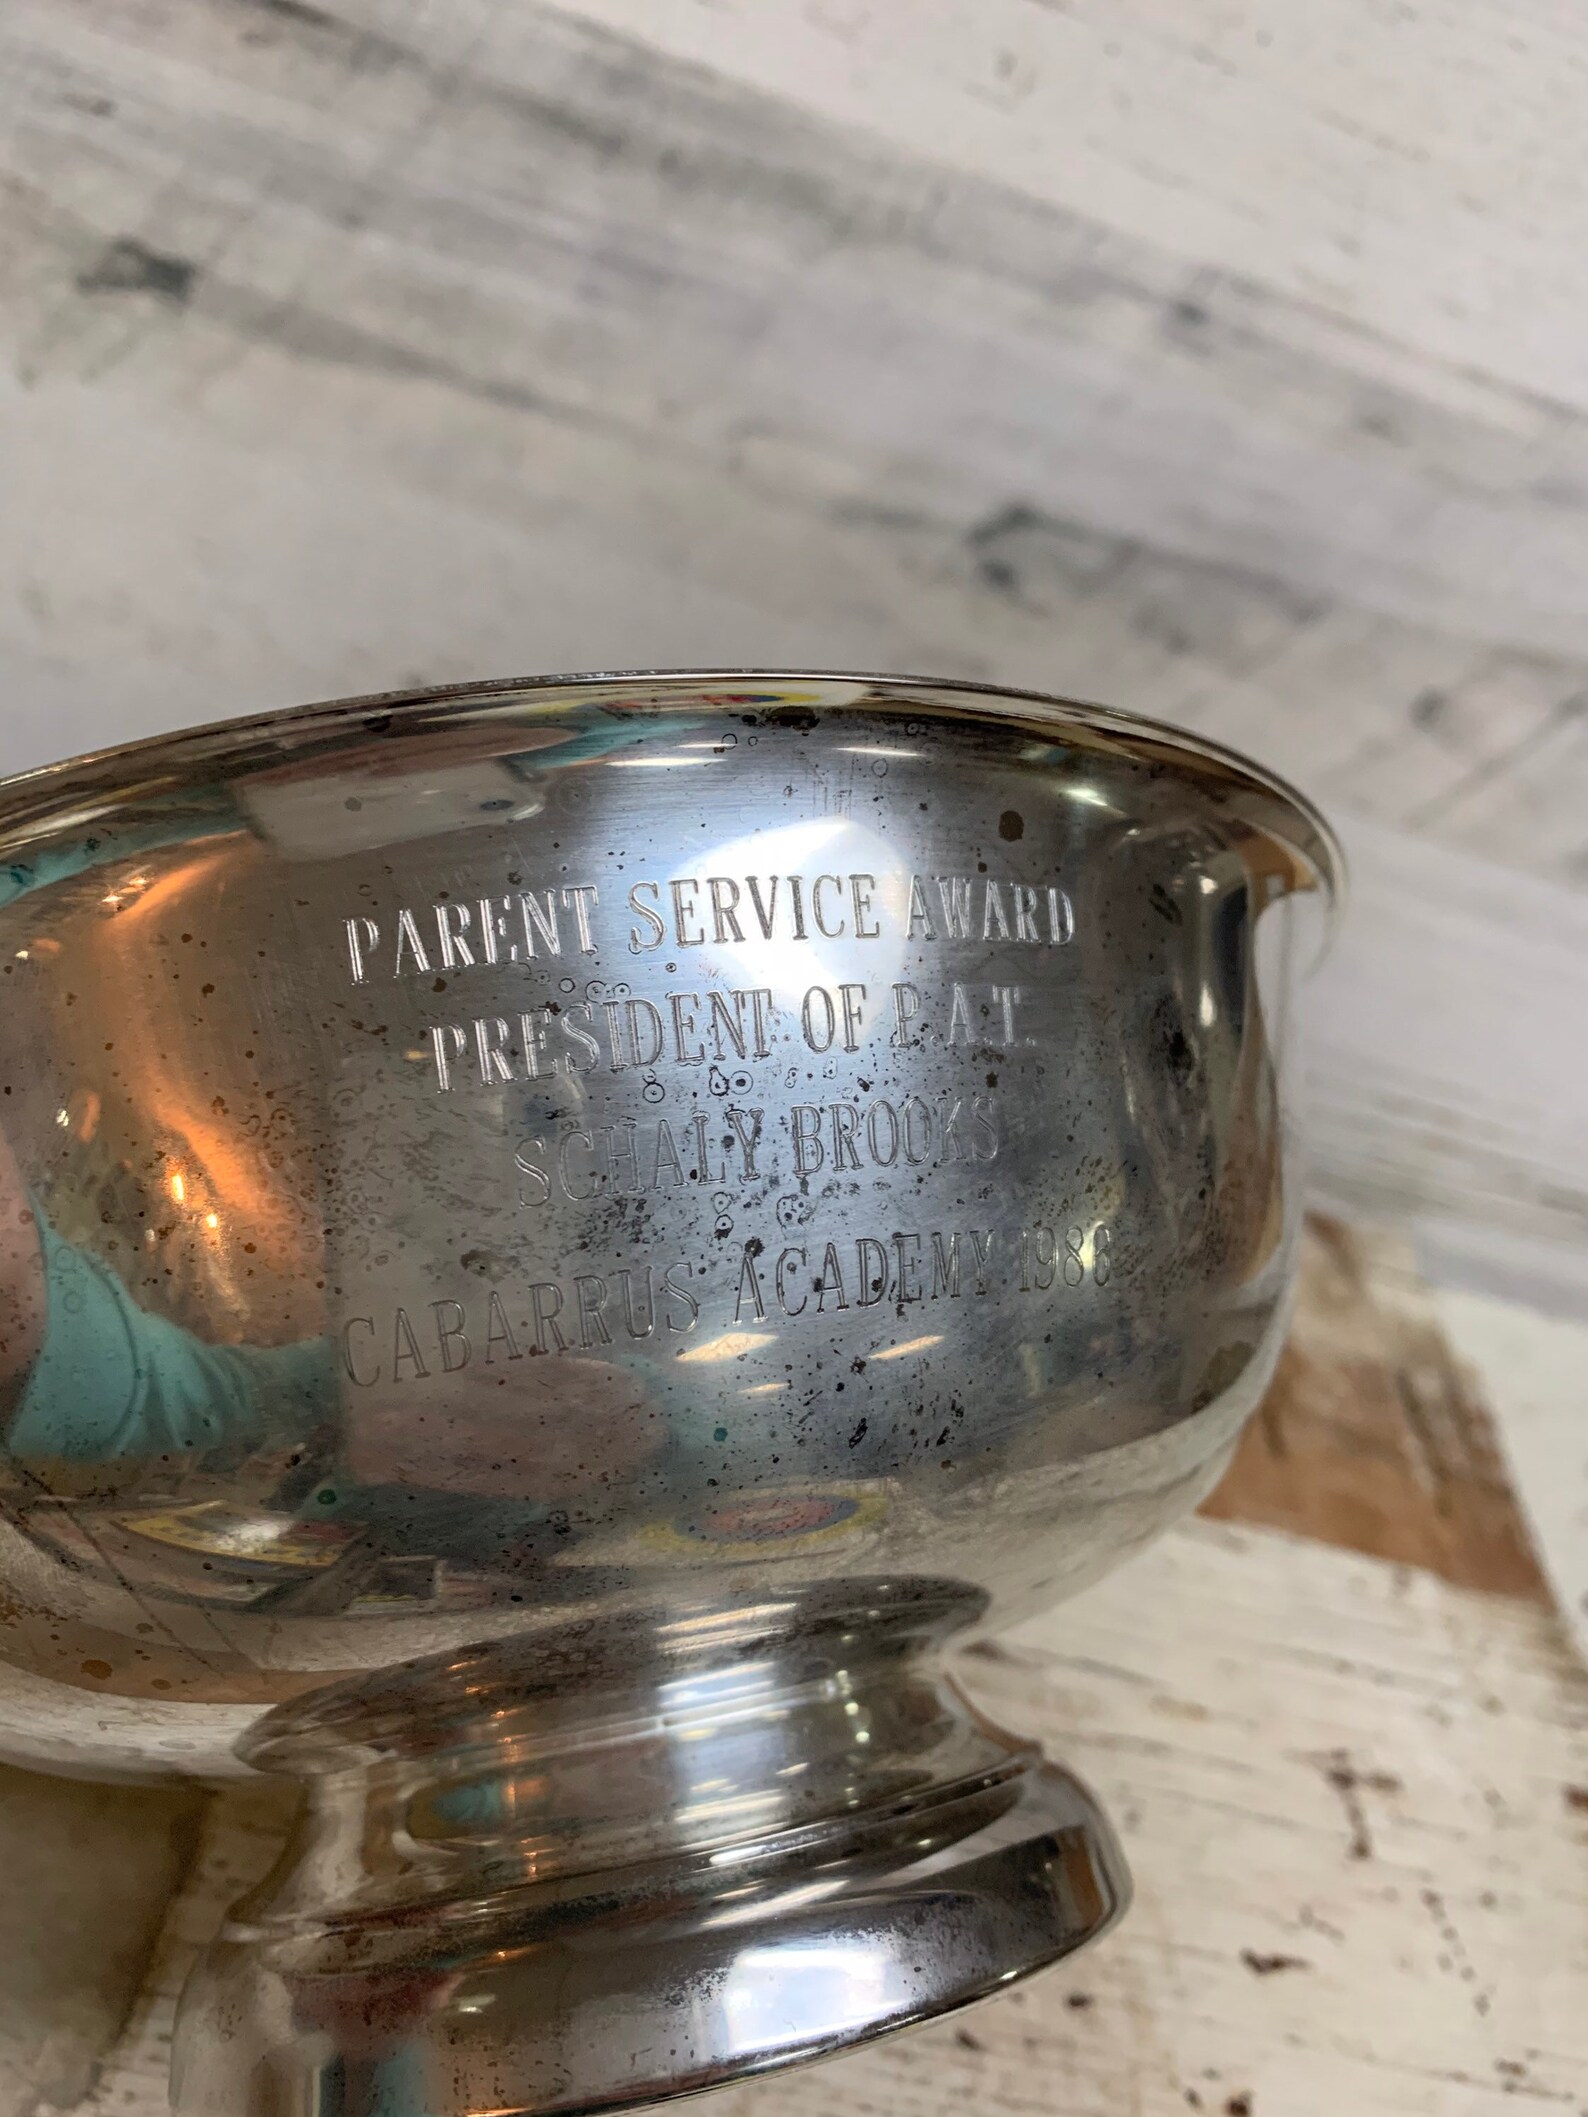 PARENT SERVICE AWARD
PRESIDENT OF P.A.T.
SCHALY BROOKS
CABARRUS ACADEMY 1986